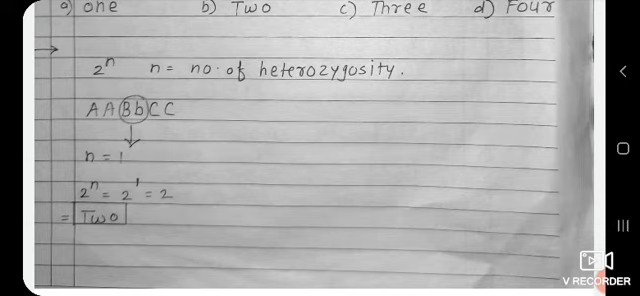 a) one b) Two c) Three d) Four
→
2ⁿ n = no. of heterozygosity.
AABbCC
↓
n = 1
2ⁿ = 2¹ = 2
= Two
V RECORDER